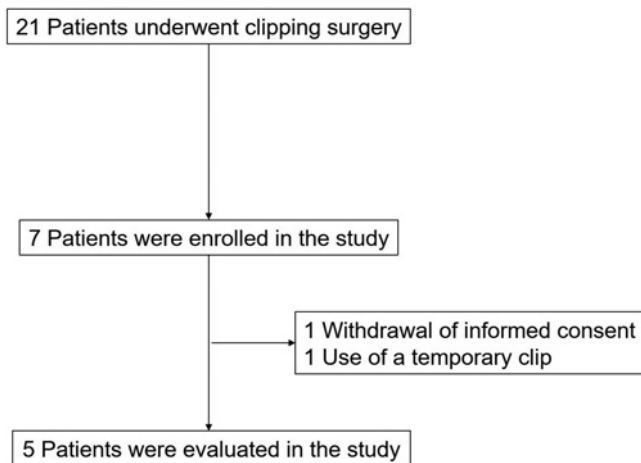 21 Patients underwent clipping surgery
7 Patients were enrolled in the study
1 Withdrawal of informed consent
1 Use of a temporary clip
5 Patients were evaluated in the study